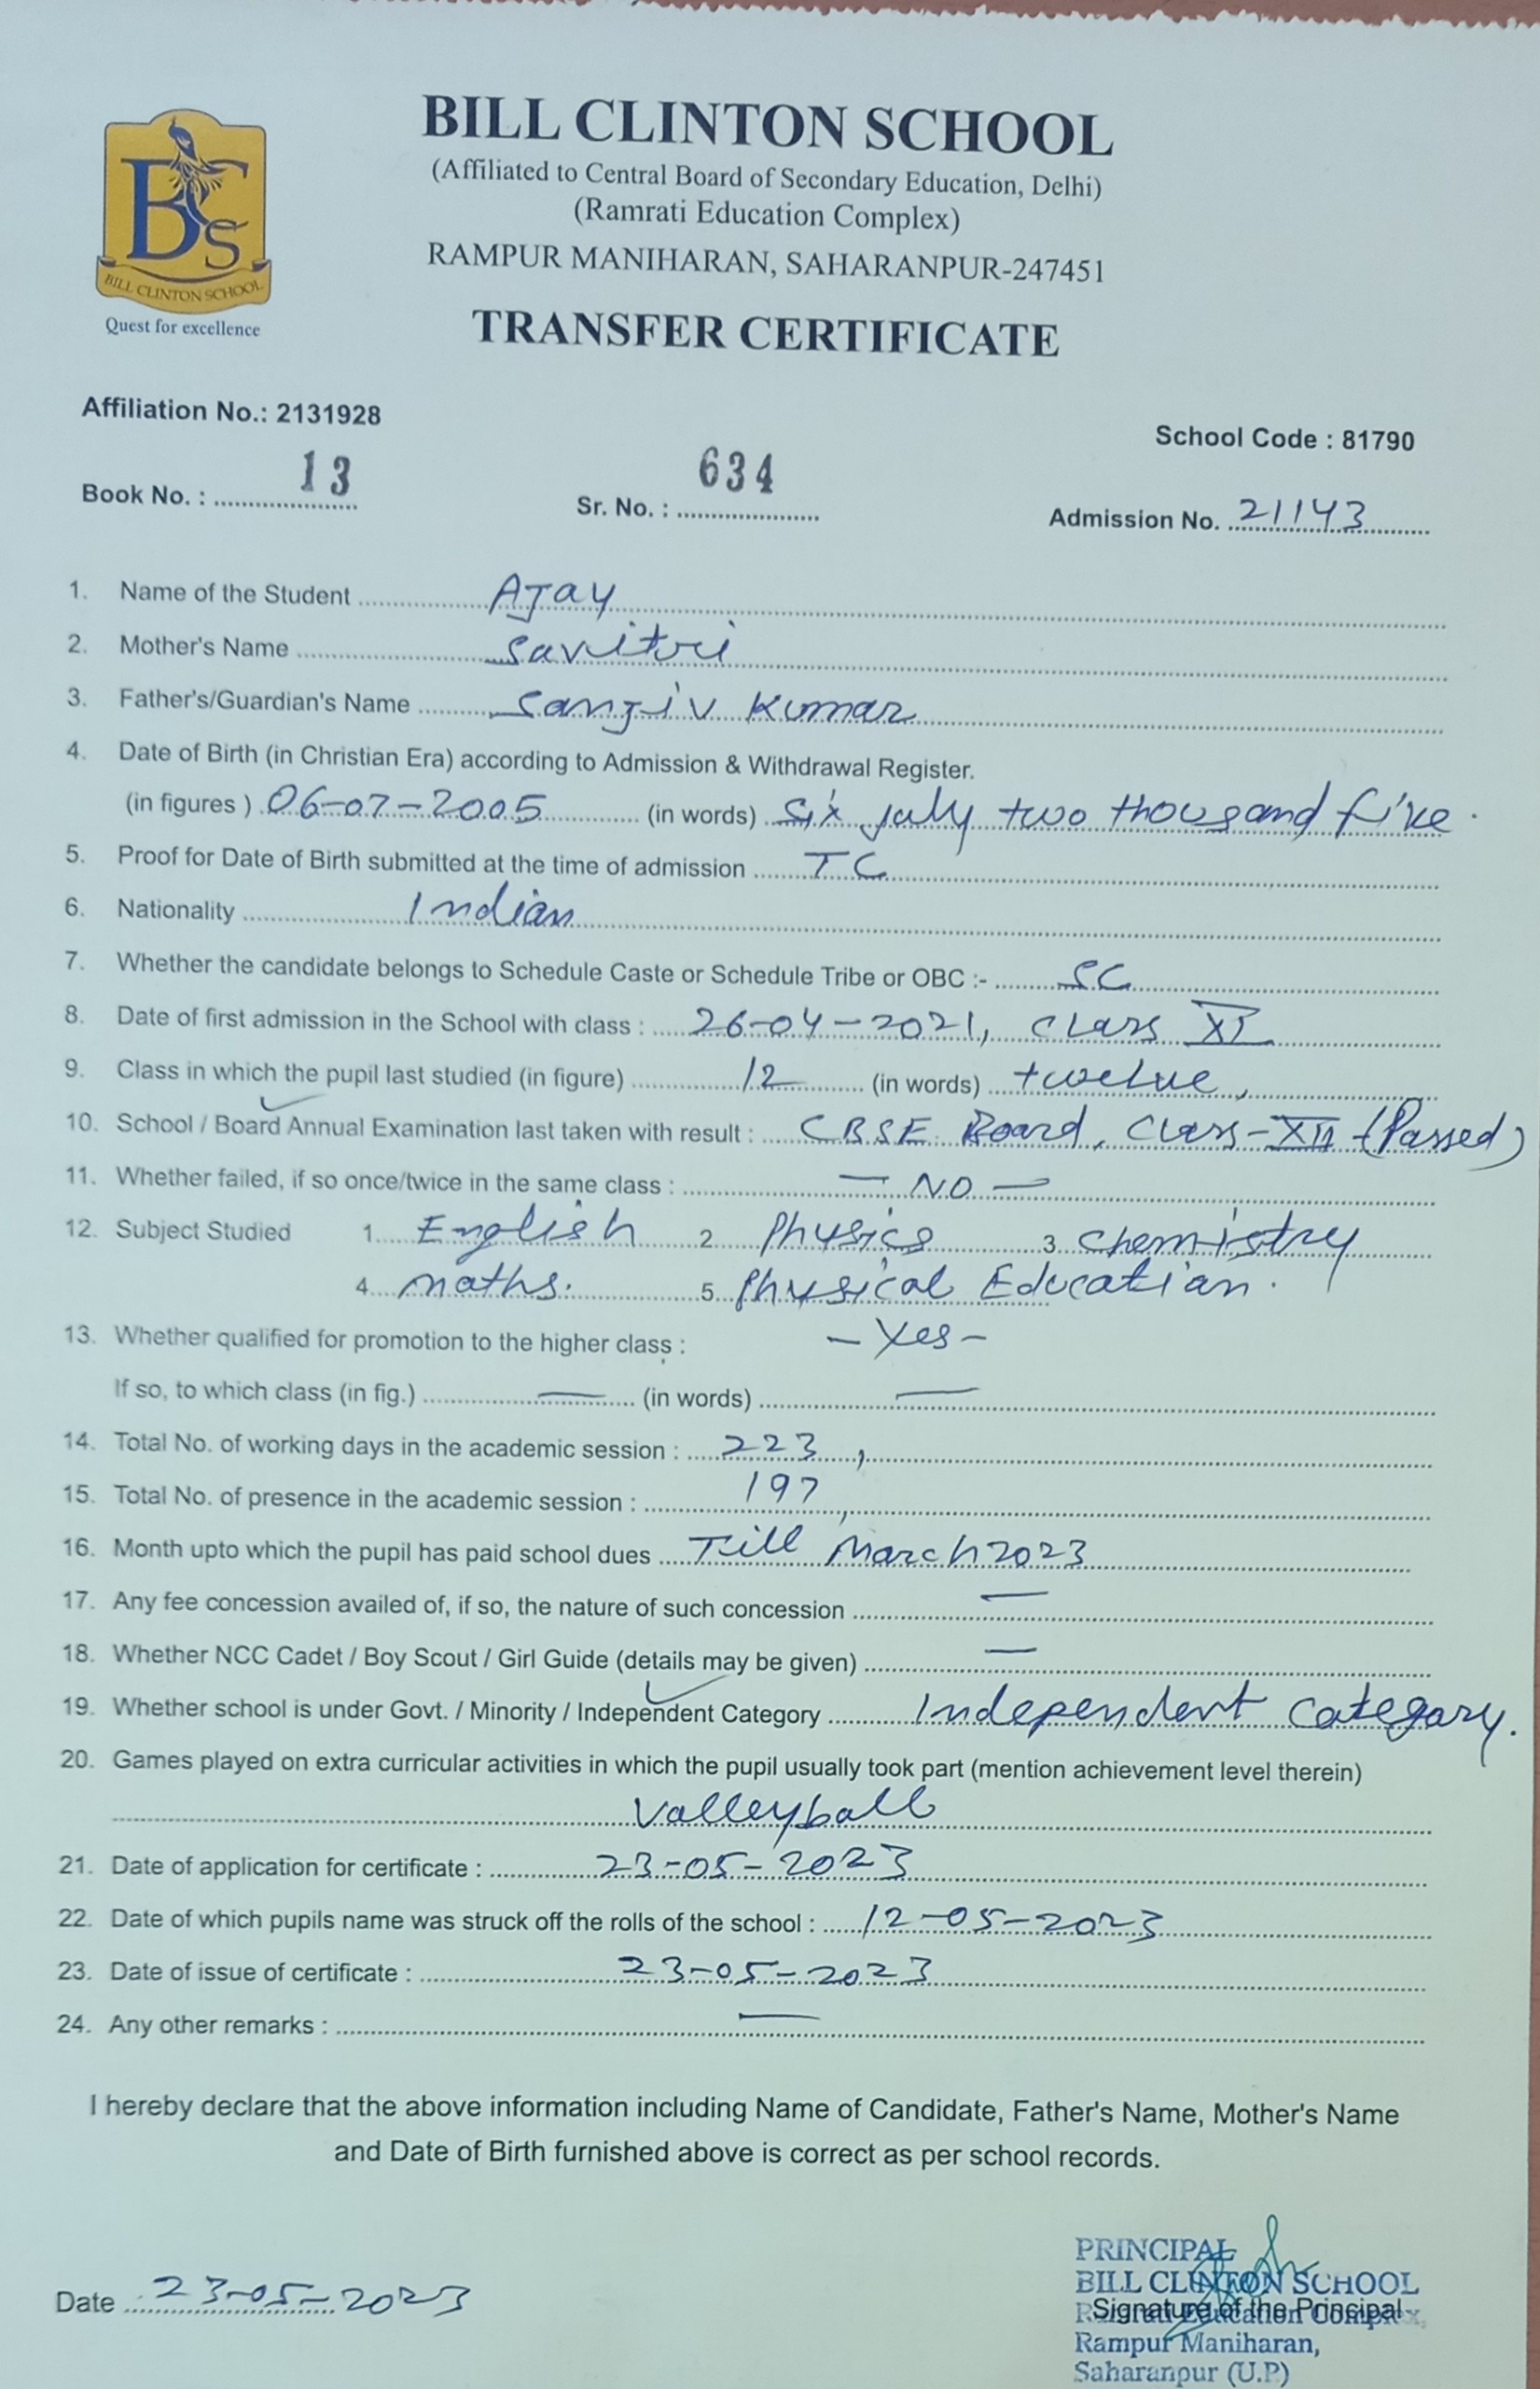 BILL CLINTON SCHOOL
(Affiliated to Central Board of Secondary Education, Delhi)
(Ramrati Education Complex)
RAMPUR MANIHARAN, SAHARANPUR-247451
BCS
BILL CLINTON SCHOOL
Quest for excellence
TRANSFER CERTIFICATE
Affiliation No.: 2131928
School Code : 81790
Book No. : 13 Sr. No. : 634 Admission No. 21143
1. Name of the Student AJay
2. Mother's Name Savitri
3. Father's/Guardian's Name Sanjiv Kumar
4. Date of Birth (in Christian Era) according to Admission & Withdrawal Register.
(in figures ) 06-07-2005 (in words) Six July two thousand five.
5. Proof for Date of Birth submitted at the time of admission TC
6. Nationality Indian
7. Whether the candidate belongs to Schedule Caste or Schedule Tribe or OBC :- SC
8. Date of first admission in the School with class : 26-04-2021, Class XI
9. Class in which the pupil last studied (in figure) 12 (in words) twelve,
10. School / Board Annual Examination last taken with result : CBSE Board, Class-XII (Passed)
11. Whether failed, if so once/twice in the same class : — NO —
12. Subject Studied 1. English 2. Physics 3. Chemistry
4. Maths. 5. Physical Education.
13. Whether qualified for promotion to the higher class : - Yes -
If so, to which class (in fig.) — (in words) —
14. Total No. of working days in the academic session : 223,
15. Total No. of presence in the academic session : 197,
16. Month upto which the pupil has paid school dues Till March 2023
17. Any fee concession availed of, if so, the nature of such concession —
18. Whether NCC Cadet / Boy Scout / Girl Guide (details may be given) —
19. Whether school is under Govt. / Minority / Independent Category Independent Category.
20. Games played on extra curricular activities in which the pupil usually took part (mention achievement level therein)
Valleyball
21. Date of application for certificate : 23-05-2023
22. Date of which pupils name was struck off the rolls of the school : 12-05-2023
23. Date of issue of certificate : 23-05-2023
24. Any other remarks : —
I hereby declare that the above information including Name of Candidate, Father's Name, Mother's Name
and Date of Birth furnished above is correct as per school records.
Date 23-05-2023
PRINCIPAL
BILL CLINTON SCHOOL
Signature of the Principal
Rampur Maniharan,
Saharanpur (U.P)